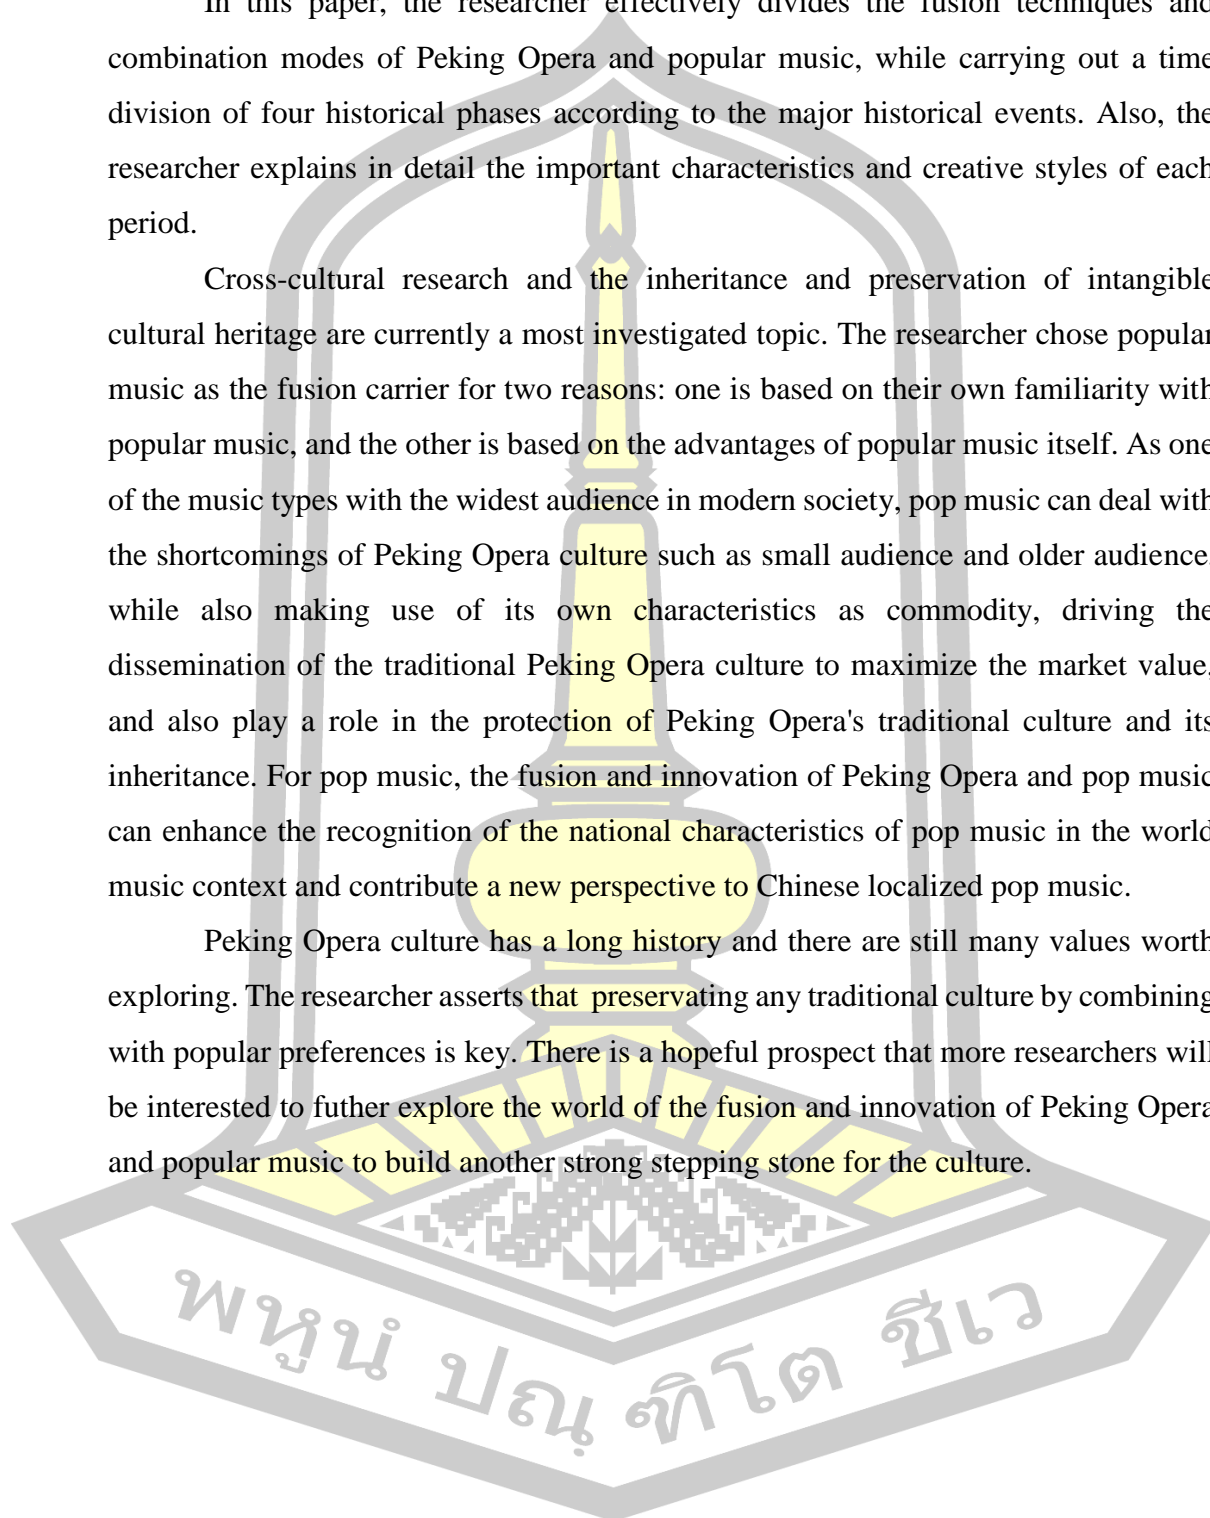 In this paper, the researcher effectively divides the fusion techniques and
combination modes of Peking Opera and popular music, while carrying out a time
division of four historical phases according to the major historical events. Also, the
researcher explains in detail the important characteristics and creative styles of each
period.
Cross-cultural research and the inheritance and preservation of intangible
cultural heritage are currently a most investigated topic. The researcher chose popular
music as the fusion carrier for two reasons: one is based on their own familiarity with
popular music, and the other is based on the advantages of popular music itself. As one
of the music types with the widest audience in modern society, pop music can deal with
the shortcomings of Peking Opera culture such as small audience and older audience,
while also making use of its own characteristics as commodity, driving the
dissemination of the traditional Peking Opera culture to maximize the market value,
and also play a role in the protection of Peking Opera's traditional culture and its
inheritance. For pop music, the fusion and innovation of Peking Opera and pop music
can enhance the recognition of the national characteristics of pop music in the world
music context and contribute a new perspective to Chinese localized pop music.
Peking Opera culture has a long history and there are still many values worth
exploring. The researcher asserts that preservating any traditional culture by combining
with popular preferences is key. There is a hopeful prospect that more researchers will
be interested to futher explore the world of the fusion and innovation of Peking Opera
and popular music to build another strong stepping stone for the culture.
พหูนํ ปณฺฑิโต ชีเว